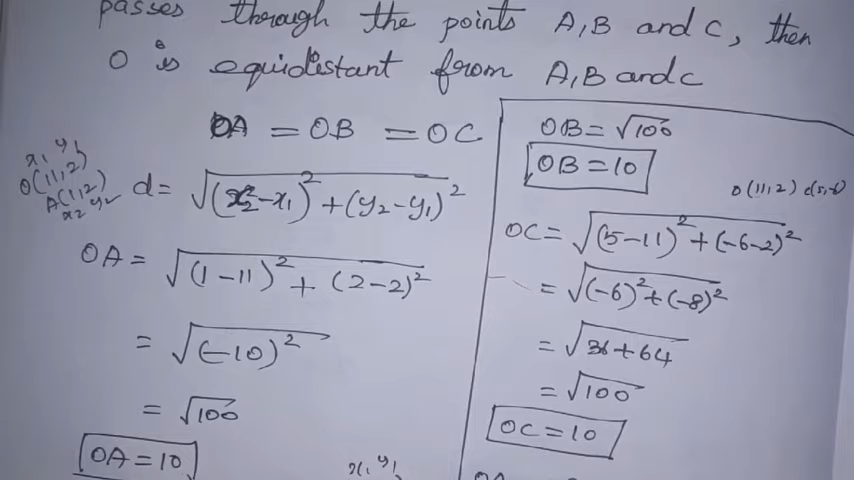 passes through the points A, B and C, then
O is equidistant from A, B and C
OA = OB = OC
x₁ y₁
O(11,2)
A(1,2)
x₂ y₂
d = √(x₂-x₁)² + (y₂-y₁)²
OA = √(1-11)² + (2-2)²
= √(-10)²
= √100
OA = 10
x₁ y₁
OB = √100
OB = 10
O(11,2) C(5,-6)
OC = √(5-11)² + (-6-2)²
= √(-6)² + (-8)²
= √36+64
= √100
OC = 10